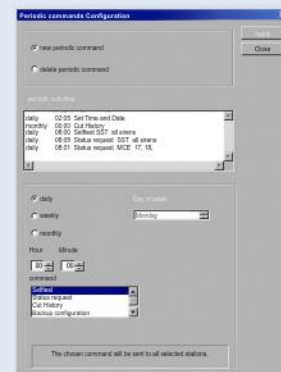 Periodic commands Configuration
Apply
Close
new periodic command
delete periodic command
periodic activities
daily 02:05 Set Time and Date
monthly 00:00 Cut History
daily 08:00 Selftest SST all sirens
daily 08:05 Status request SST all sirens
daily 08:01 Status request MCE 17, 18,
daily
Day of week
weekly
Monday
monthly
Hour Minute
00 00
command
Selftest
Status request
Cut History
Backup configuration
The chosen command will be sent to all selected stations.